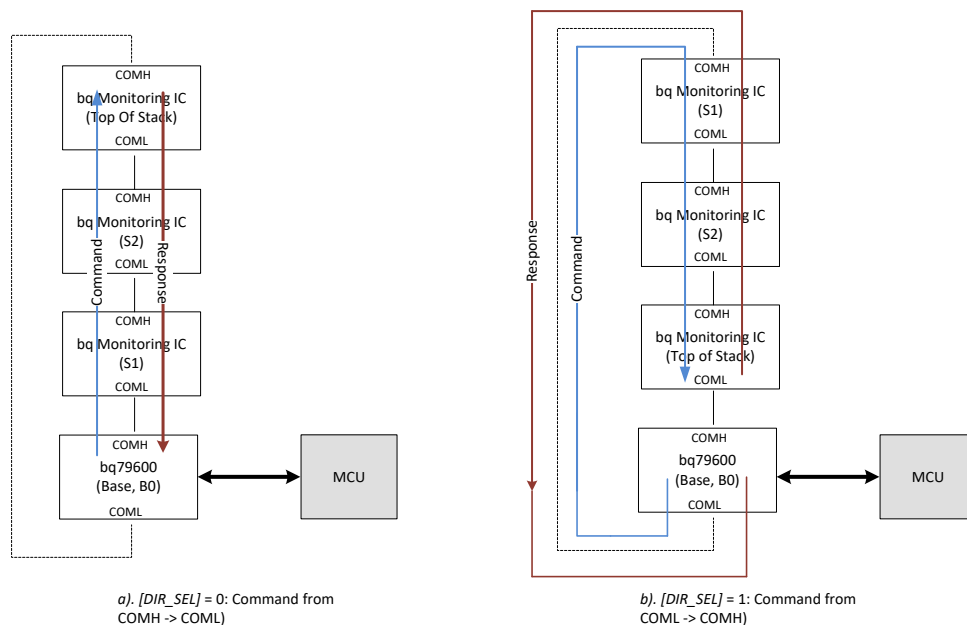 COMH
bq Monitoring IC
(Top Of Stack)
COML
COMH
bq Monitoring IC
(S2)
COML
Command
Response
COMH
bq Monitoring IC
(S1)
COML
COMH
bq79600
(Base, B0)
COML
MCU
a). [DIR_SEL] = 0: Command from
COMH -> COML)
COMH
bq Monitoring IC
(S1)
COML
COMH
bq Monitoring IC
(S2)
COML
Response
Command
COMH
bq Monitoring IC
(Top of Stack)
COML
COMH
bq79600
(Base, B0)
COML
MCU
b). [DIR_SEL] = 1: Command from
COML -> COMH)